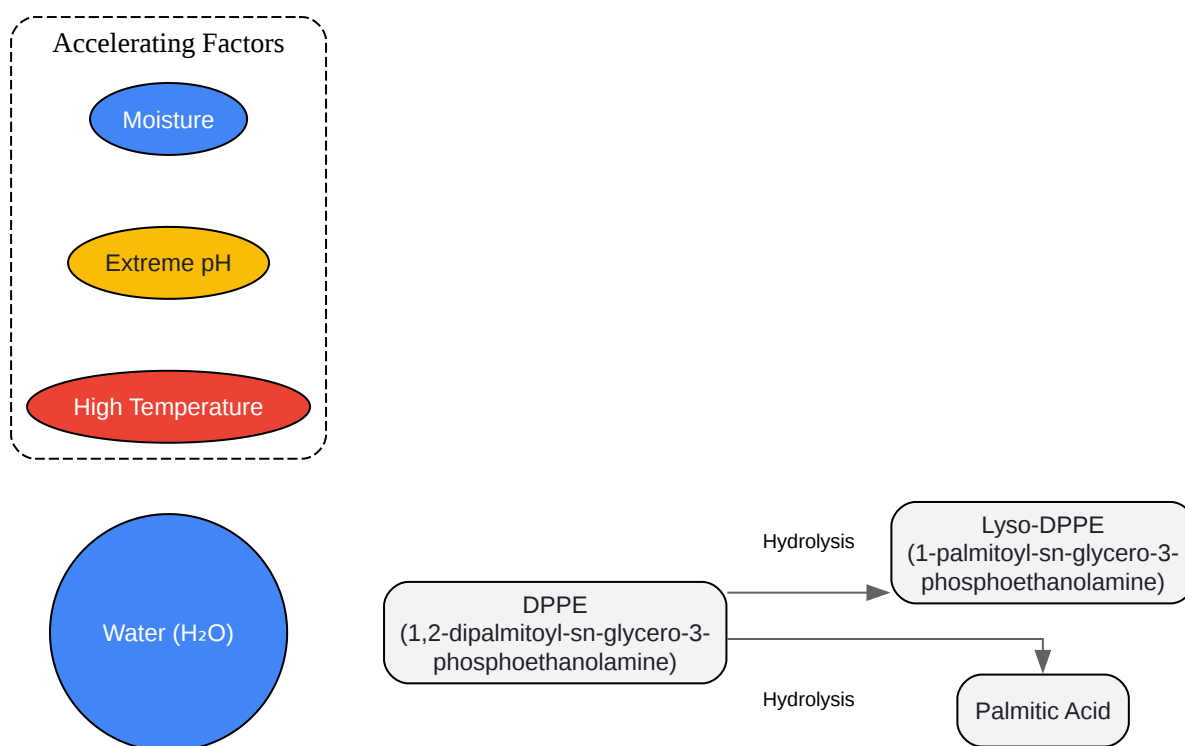 Accelerating Factors
Moisture
Extreme pH
High Temperature
Water (H₂O)
DPPE
(1,2-dipalmitoyl-sn-glycero-3-
phosphoethanolamine)
Hydrolysis
Lyso-DPPE
(1-palmitoyl-sn-glycero-3-
phosphoethanolamine)
Hydrolysis
Palmitic Acid